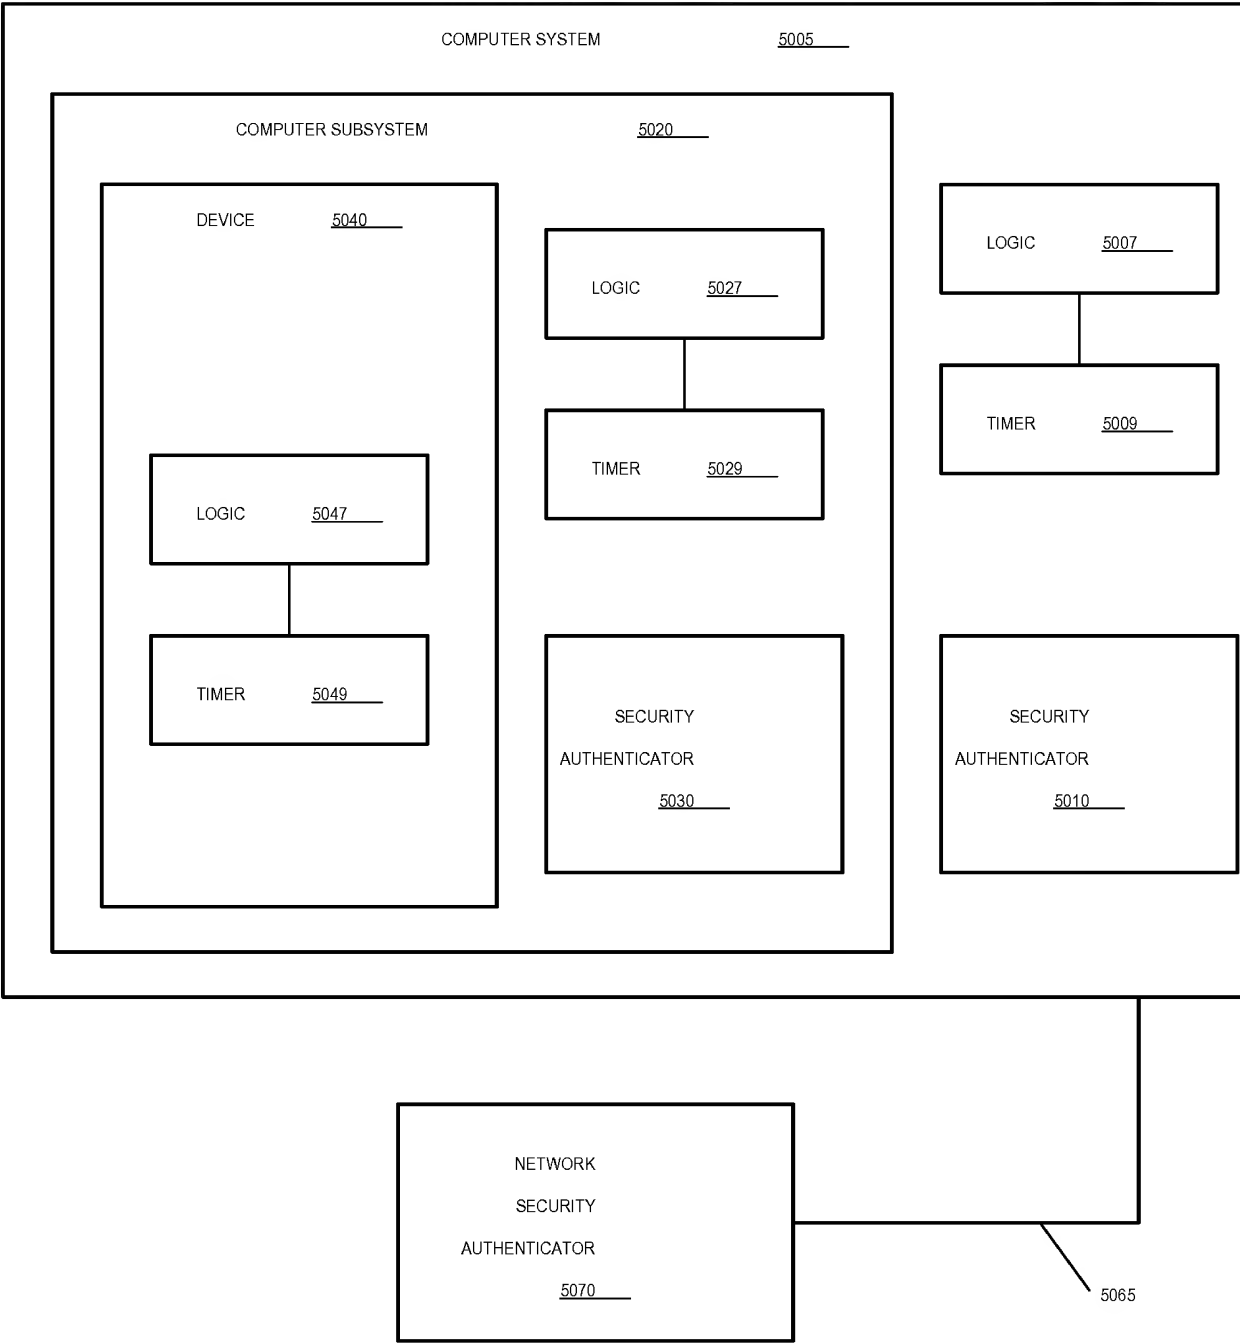 COMPUTER SYSTEM 5005
COMPUTER SUBSYSTEM 5020
DEVICE 5040
LOGIC 5007
LOGIC 5027
TIMER 5009
TIMER 5029
LOGIC 5047
TIMER 5049
SECURITY
AUTHENTICATOR
5030
SECURITY
AUTHENTICATOR
5010
NETWORK
SECURITY
AUTHENTICATOR
5070
5065